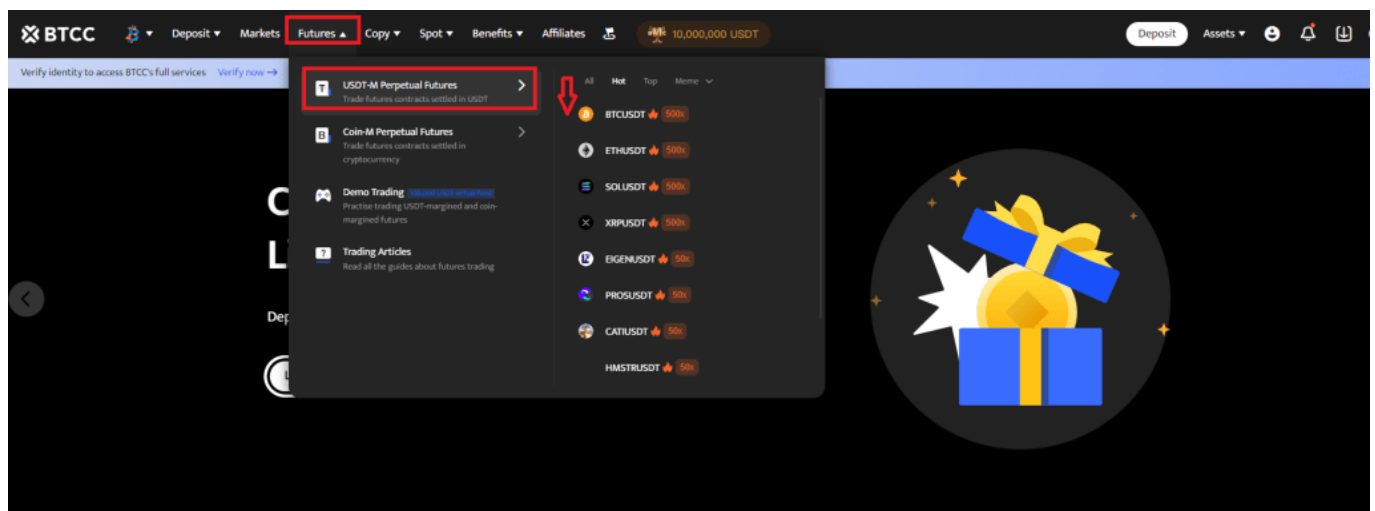 BTCC
Deposit
Markets
Futures
Copy
Spot
Benefits
Affiliates
10,000,000 USDT
Deposit
Assets
Verify identity to access BTCC's full services Verify now →
USDT-M Perpetual Futures
Trade futures contracts settled in USDT
Coin-M Perpetual Futures
Trade futures contracts settled in
cryptocurrency
Demo Trading
Practise trading USDT-margined and coin-
margined futures
Trading Articles
Read all the guides about futures trading
All Hot Top Meme
BTCUSDT 500x
ETHUSDT 500x
SOLUSDT 500x
XRPUSDT 500x
EIGENUSDT 50x
PROSUSDT 50x
CATIUSDT 50x
HMSTRUSDT 50x